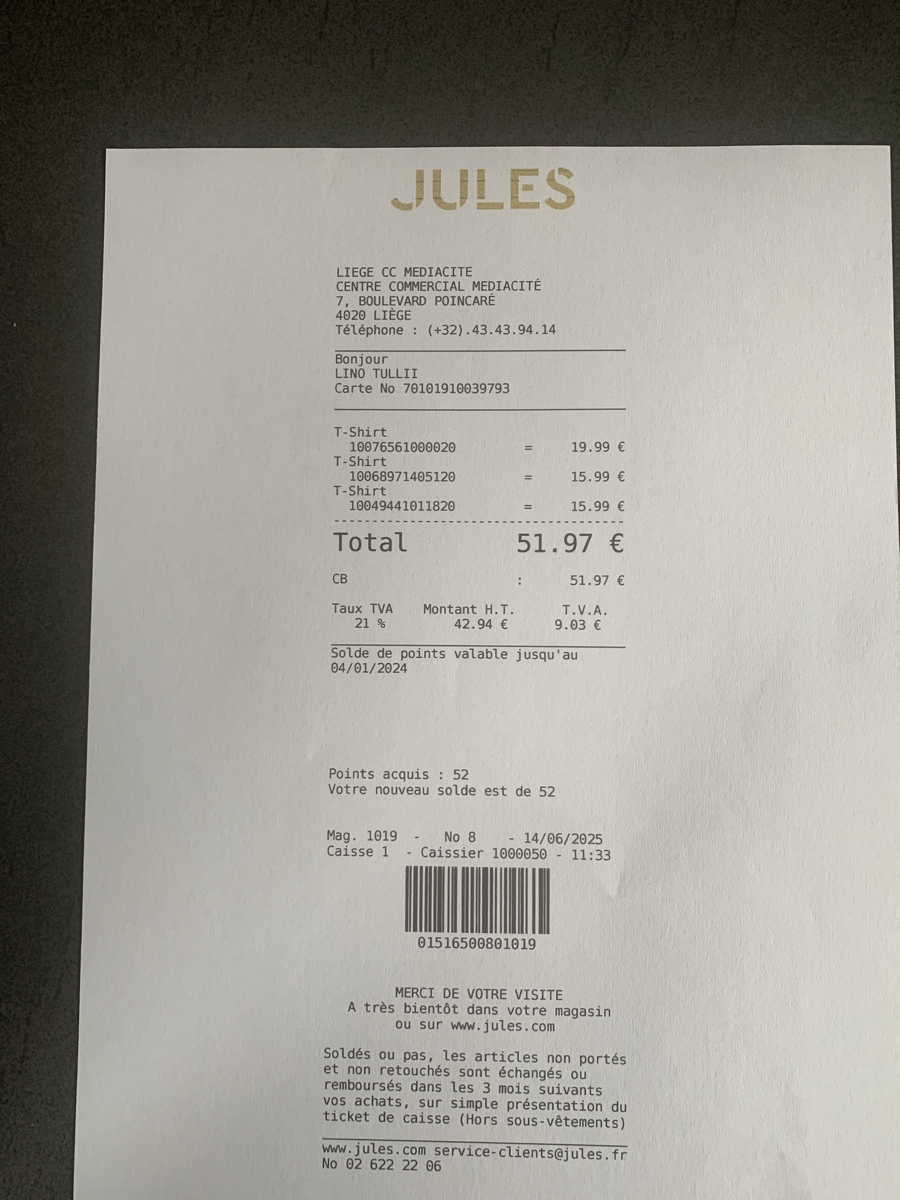 JULES
LIEGE CC MEDIACITE
CENTRE COMMERCIAL MEDIACITÉ
7, BOULEVARD POINCARÉ
4020 LIÈGE
Téléphone : (+32).43.43.94.14
Bonjour
LINO TULLII
Carte No 70101910039793
T-Shirt
10076561000020 = 19.99 €
T-Shirt
10068971405120 = 15.99 €
T-Shirt
10049441011820 = 15.99 €
Total 51.97 €
CB : 51.97 €
Taux TVA Montant H.T. T.V.A.
21 % 42.94 € 9.03 €
Solde de points valable jusqu'au
04/01/2024
Points acquis : 52
Votre nouveau solde est de 52
Mag. 1019 - No 8 - 14/06/2025
Caisse 1 - Caissier 1000050 - 11:33
01516500801019
MERCI DE VOTRE VISITE
A très bientôt dans votre magasin
ou sur www.jules.com
Soldés ou pas, les articles non portés
et non retouchés sont échangés ou
remboursés dans les 3 mois suivants
vos achats, sur simple présentation du
ticket de caisse (Hors sous-vêtements)
www.jules.com service-clients@jules.fr
No 02 622 22 06